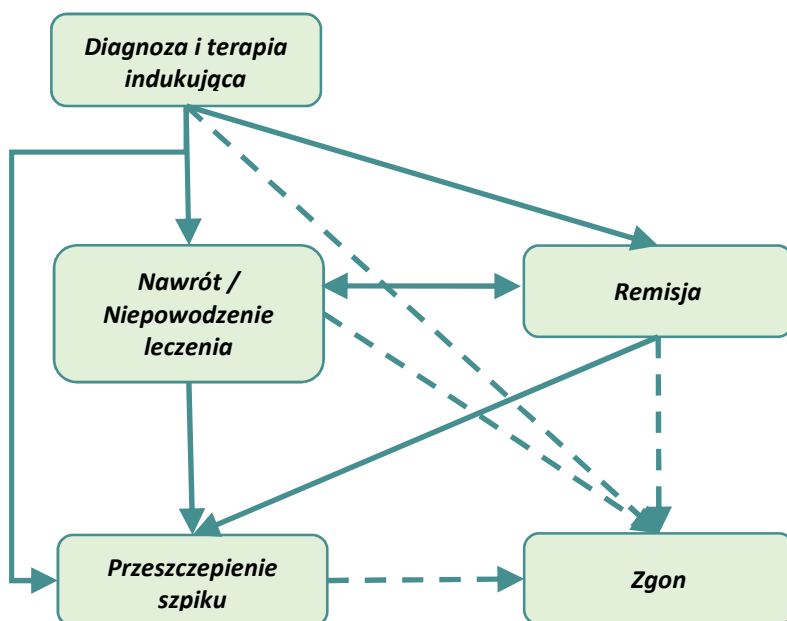 Diagnoza i terapia
indukująca
Nawrót /
Niepowodzenie
leczenia
Remisja
Przeszczepienie
szpiku
Zgon